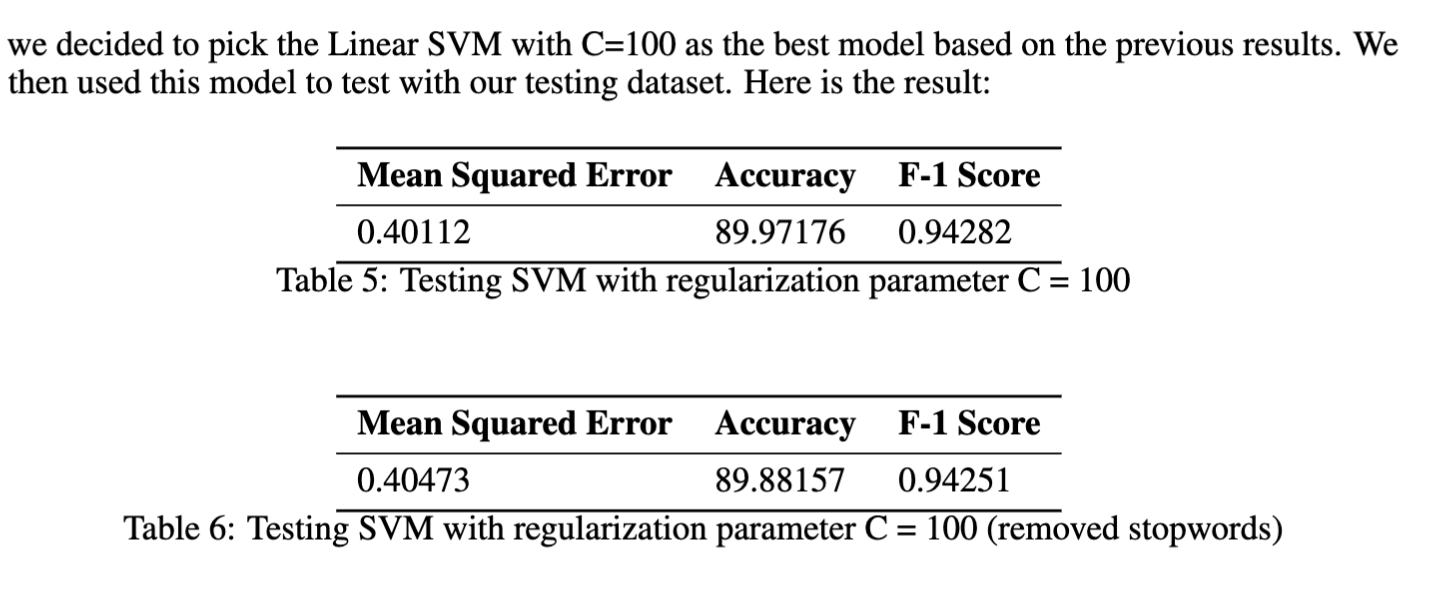 we decided to pick the Linear SVM with C=100 as the best model based on the previous results. We
then used this model to test with our testing dataset. Here is the result:
Mean Squared Error Accuracy F-1 Score
0.40112 89.97176 0.94282
Table 5: Testing SVM with regularization parameter C = 100
Mean Squared Error Accuracy F-1 Score
0.40473 89.88157 0.94251
Table 6: Testing SVM with regularization parameter C = 100 (removed stopwords)